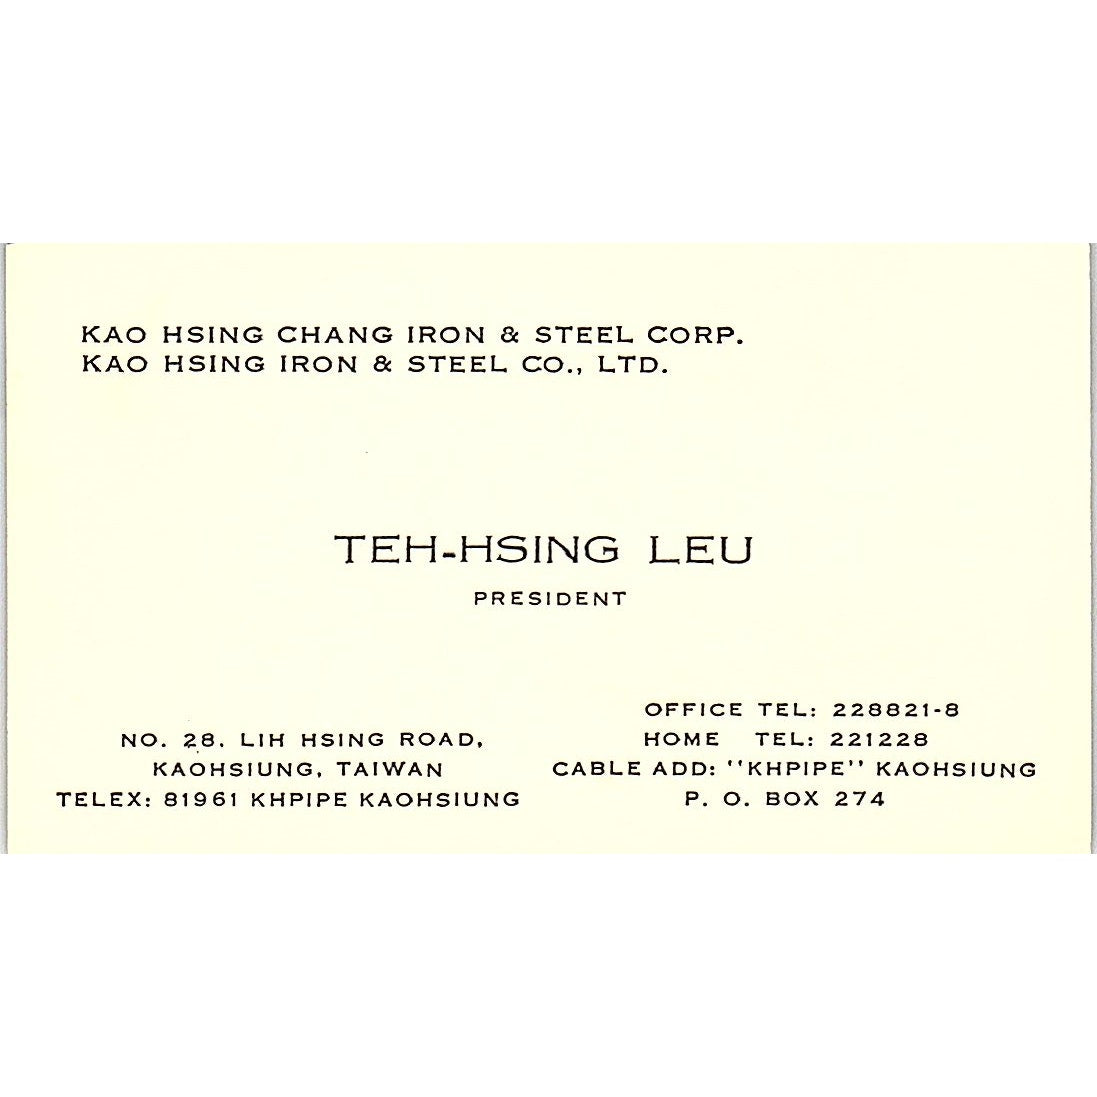 KAO HSING CHANG IRON & STEEL CORP.
KAO HSING IRON & STEEL CO., LTD.
TEH-HSING LEU
PRESIDENT
NO. 28, LIH HSING ROAD,
KAOHSIUNG, TAIWAN
TELEX: 81961 KHPIPE KAOHSIUNG
OFFICE TEL: 228821-8
HOME TEL: 221228
CABLE ADD: "KHPIPE" KAOHSIUNG
P. O. BOX 274